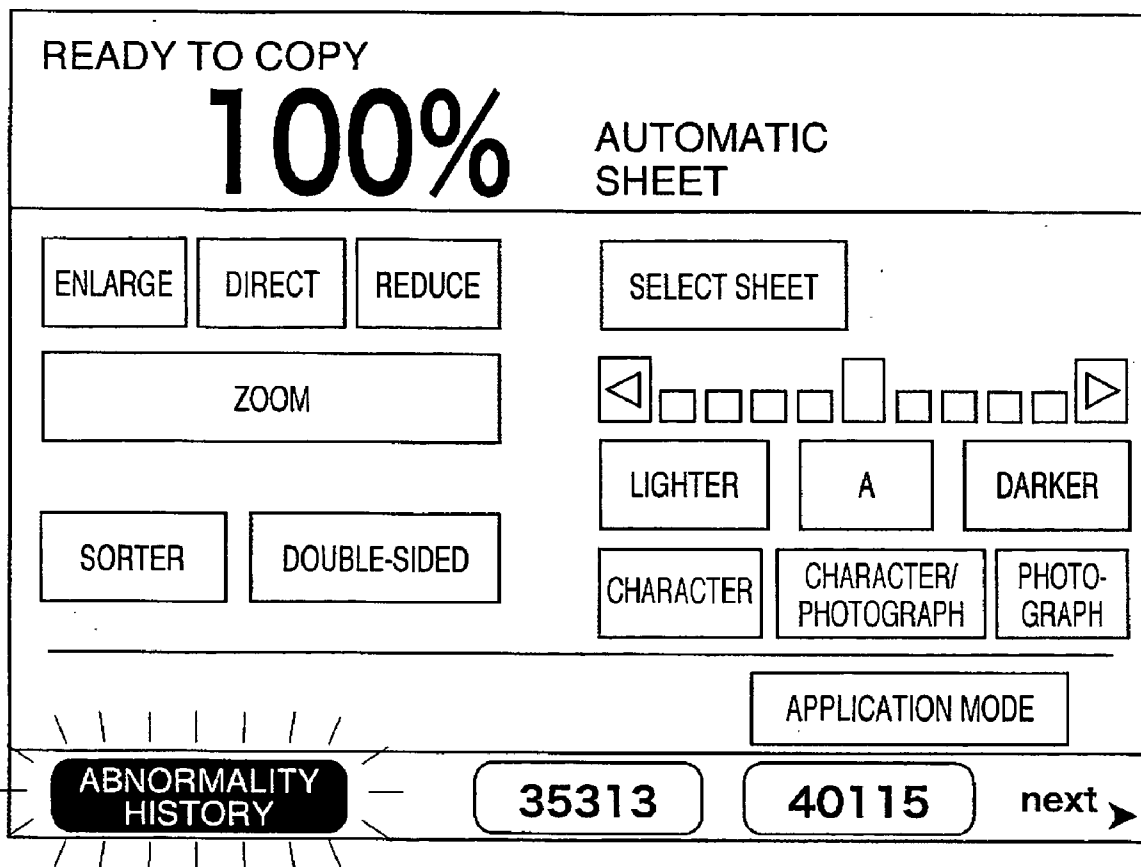 READY TO COPY
100%
AUTOMATIC
SHEET
ENLARGE
DIRECT
REDUCE
SELECT SHEET
ZOOM
LIGHTER
A
DARKER
SORTER
DOUBLE-SIDED
CHARACTER
CHARACTER/
PHOTOGRAPH
PHOTO-
GRAPH
APPLICATION MODE
ABNORMALITY
HISTORY
35313
40115
next